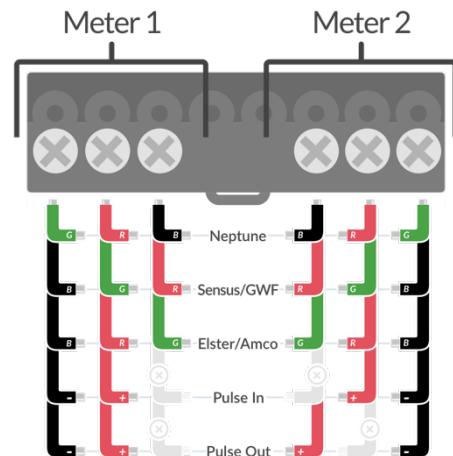 Meter 1 Meter 2
G R B Neptune B R G
B G R Sensus/GWF R G B
B R G Elster/Amco G R B
- + Pulse In + -
- + Pulse Out + -